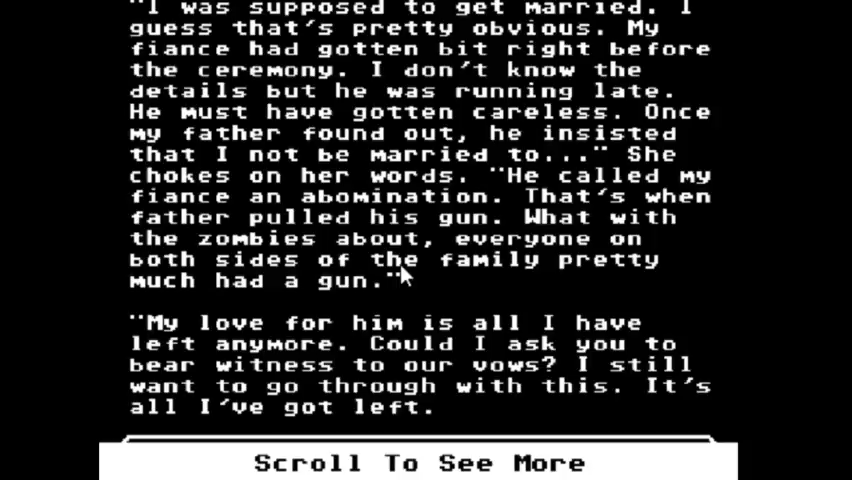 "I was supposed to get married. I
guess that's pretty obvious. My
fiance had gotten bit right before
the ceremony. I don't know the
details but he was running late.
He must have gotten careless. Once
my father found out, he insisted
that I not be married to..." She
chokes on her words. "He called my
fiance an abomination. That's when
father pulled his gun. What with
the zombies about, everyone on
both sides of the family pretty
much had a gun."
"My love for him is all I have
left anymore. Could I ask you to
bear witness to our vows? I still
want to go through with this. It's
all I've got left.
Scroll To See More